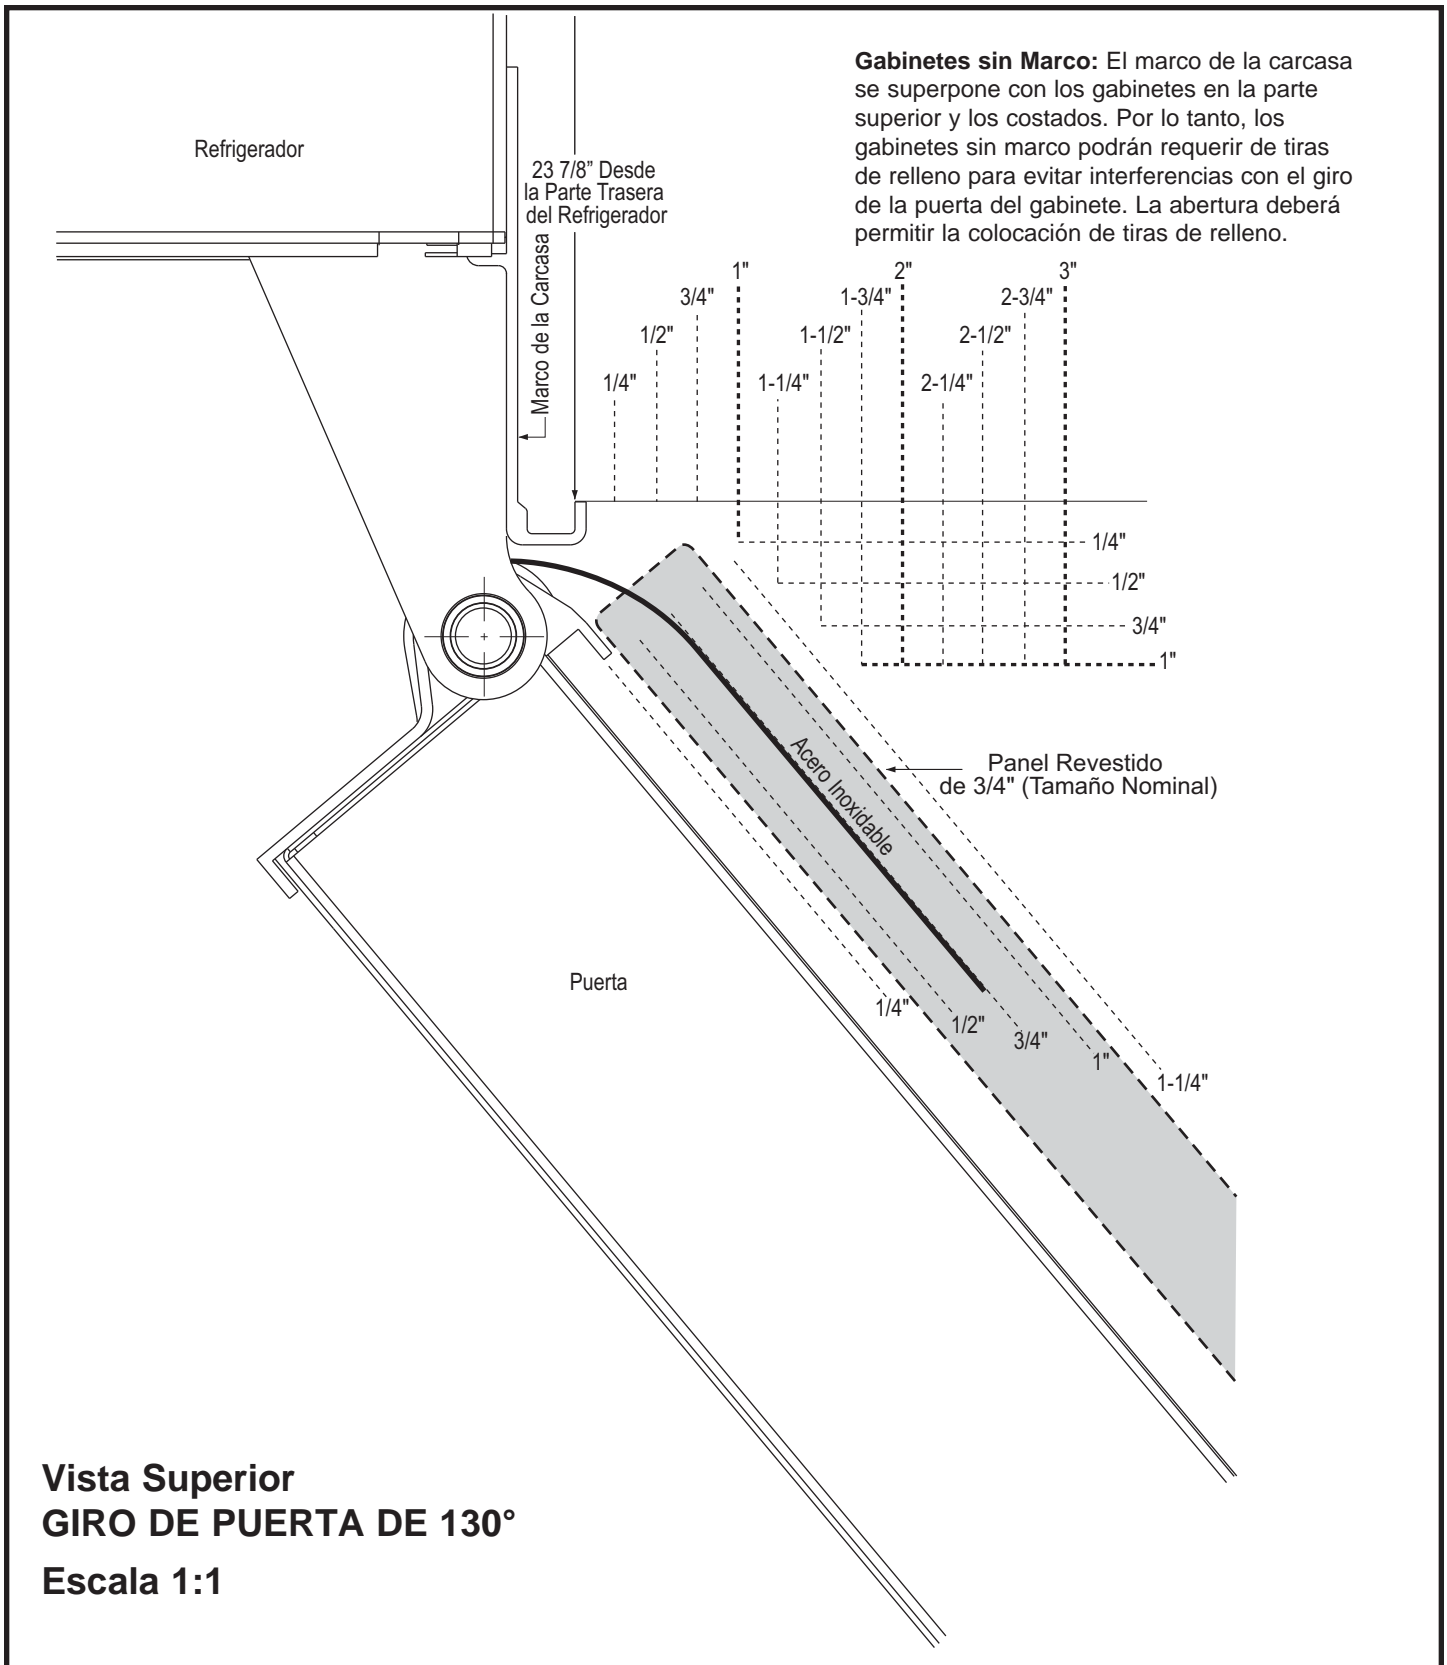 Gabinetes sin Marco: El marco de la carcasa
se superpone con los gabinetes en la parte
superior y los costados. Por lo tanto, los
gabinetes sin marco podrán requerir de tiras
de relleno para evitar interferencias con el giro
de la puerta del gabinete. La abertura deberá
permitir la colocación de tiras de relleno.
Refrigerador
23 7/8” Desde
la Parte Trasera
del Refrigerador
Marco de la Carcasa
1"
2"
3"
3/4"
1-3/4"
2-3/4"
1/2"
1-1/2"
2-1/2"
1/4"
1-1/4"
2-1/4"
1/4"
1/2"
3/4"
1"
Panel Revestido
de 3/4" (Tamaño Nominal)
Acero Inoxidable
Puerta
1/4"
1/2"
3/4"
1"
1-1/4"
Vista Superior
GIRO DE PUERTA DE 130°
Escala 1:1